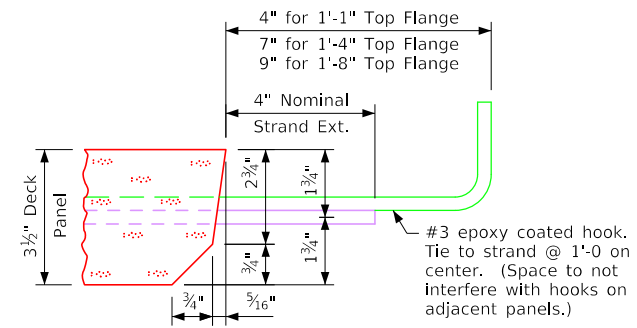 4" for 1'-1" Top Flange
7" for 1'-4" Top Flange
9" for 1'-8" Top Flange
4" Nominal
Strand Ext.
3½" Deck
Panel
2¾"
1¾"
¾"
1¾"
¾"
5/16"
#3 epoxy coated hook.
Tie to strand @ 1'-0 on
center. (Space to not
interfere with hooks on
adjacent panels.)